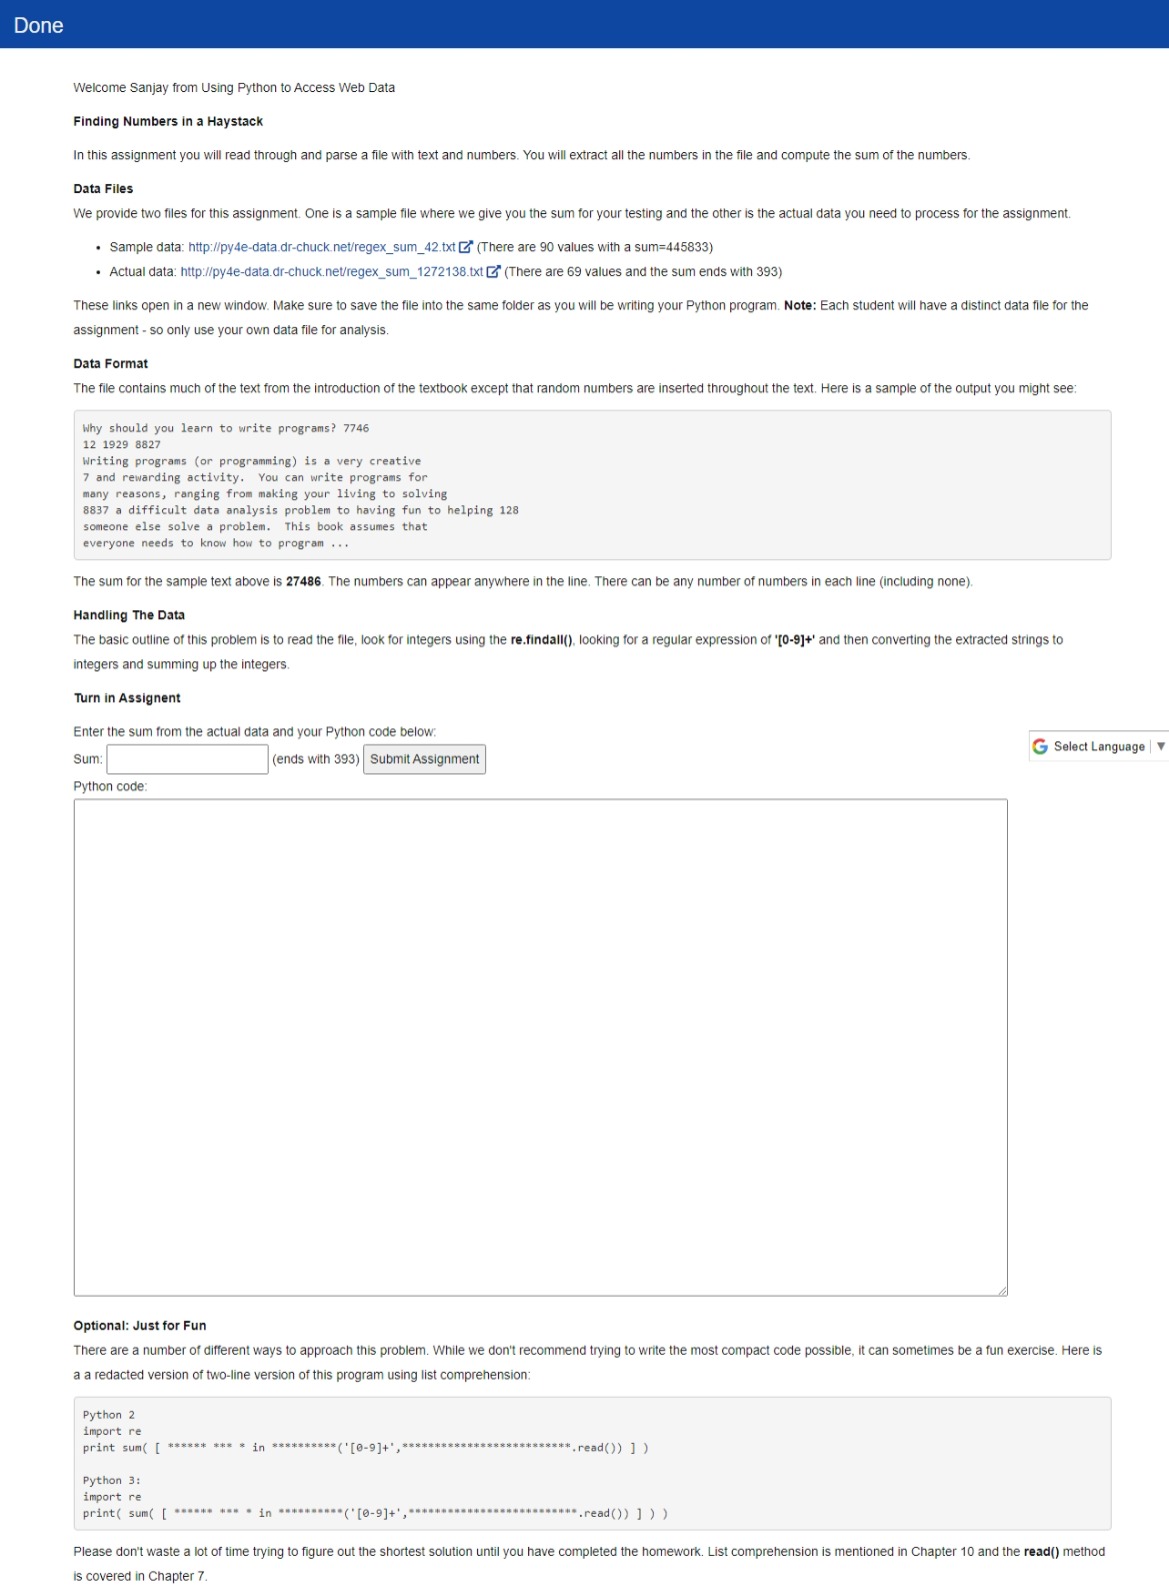 Done
Welcome Sanjay from Using Python to Access Web Data
Finding Numbers in a Haystack
In this assignment you will read through and parse a file with text and numbers. You will extract all the numbers in the file and compute the sum of the numbers.
Data Files
We provide two files for this assignment. One is a sample file where we give you the sum for your testing and the other is the actual data you need to process for the assignment.
• Sample data: http://py4e-data.dr-chuck.net/regex_sum_42.txt (There are 90 values with a sum=445833)
• Actual data: http://py4e-data.dr-chuck.net/regex_sum_1272138.txt (There are 69 values and the sum ends with 393)
These links open in a new window. Make sure to save the file into the same folder as you will be writing your Python program. Note: Each student will have a distinct data file for the
assignment - so only use your own data file for analysis.
Data Format
The file contains much of the text from the introduction of the textbook except that random numbers are inserted throughout the text. Here is a sample of the output you might see:
Why should you learn to write programs? 7746
12 1929 8827
Writing programs (or programming) is a very creative
7 and rewarding activity.  You can write programs for
many reasons, ranging from making your living to solving
8837 a difficult data analysis problem to having fun to helping 128
someone else solve a problem.  This book assumes that
everyone needs to know how to program ...
The sum for the sample text above is 27486. The numbers can appear anywhere in the line. There can be any number of numbers in each line (including none).
Handling The Data
The basic outline of this problem is to read the file, look for integers using the re.findall(), looking for a regular expression of '[0-9]+' and then converting the extracted strings to
integers and summing up the integers.
Turn in Assignent
Enter the sum from the actual data and your Python code below:
Sum: (ends with 393) Submit Assignment
Select Language ▼
Python code:
Optional: Just for Fun
There are a number of different ways to approach this problem. While we don't recommend trying to write the most compact code possible, it can sometimes be a fun exercise. Here is
a a redacted version of two-line version of this program using list comprehension:
Python 2
import re
print sum( [ ****** *** * in **********('[0-9]+',**************************.read()) ] )
Python 3:
import re
print( sum( [ ****** *** * in **********('[0-9]+',**************************.read()) ] ) )
Please don't waste a lot of time trying to figure out the shortest solution until you have completed the homework. List comprehension is mentioned in Chapter 10 and the read() method
is covered in Chapter 7.